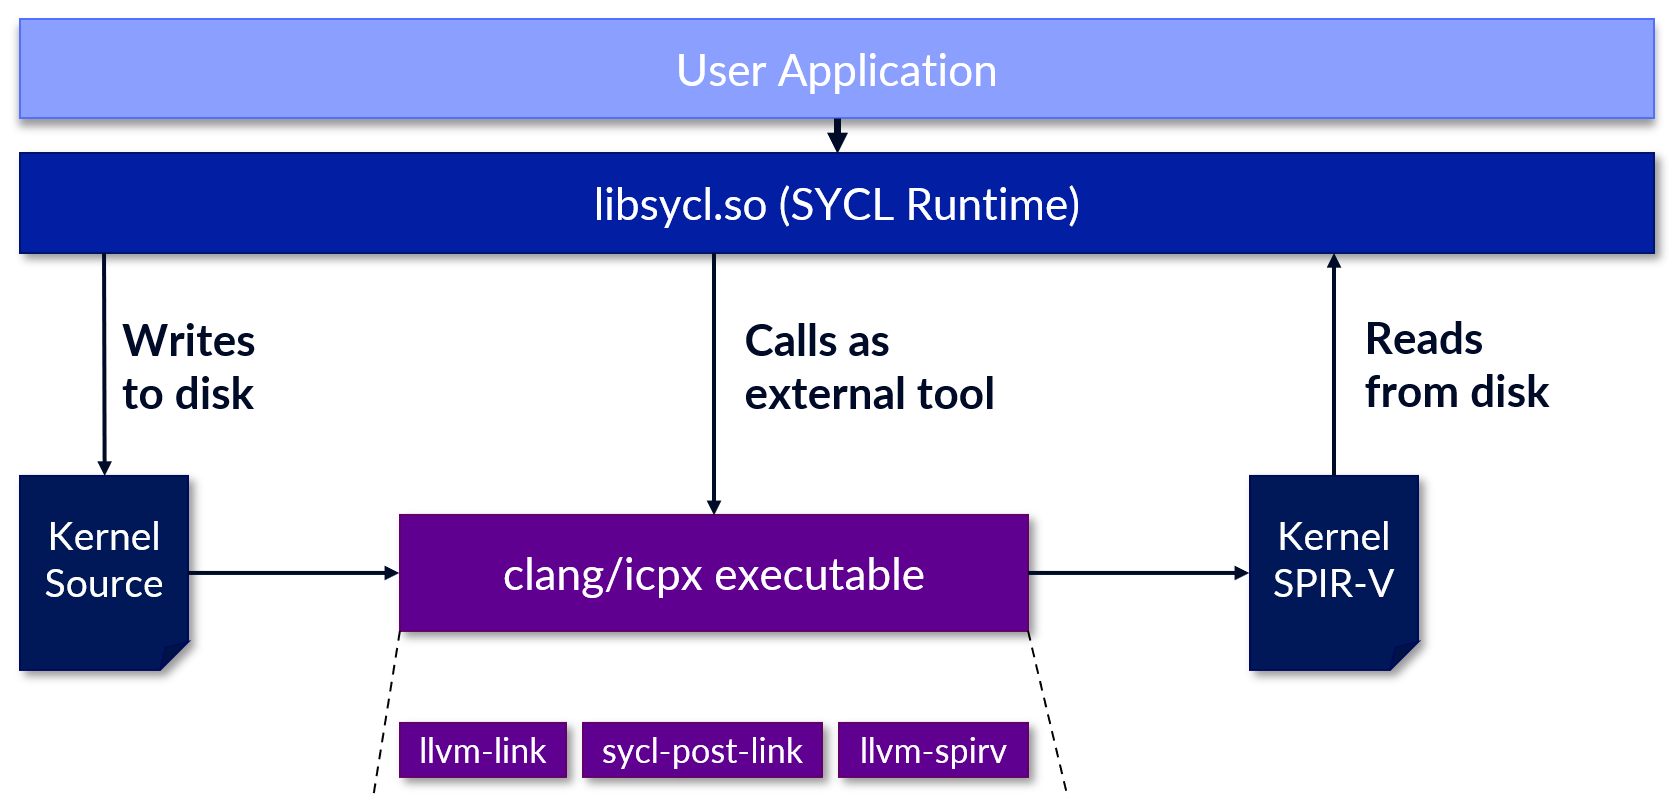 User Application
libsycl.so (SYCL Runtime)
Writes
to disk
Calls as
external tool
Reads
from disk
Kernel
Source
clang/icpx executable
Kernel
SPIR-V
llvm-link
sycl-post-link
llvm-spirv